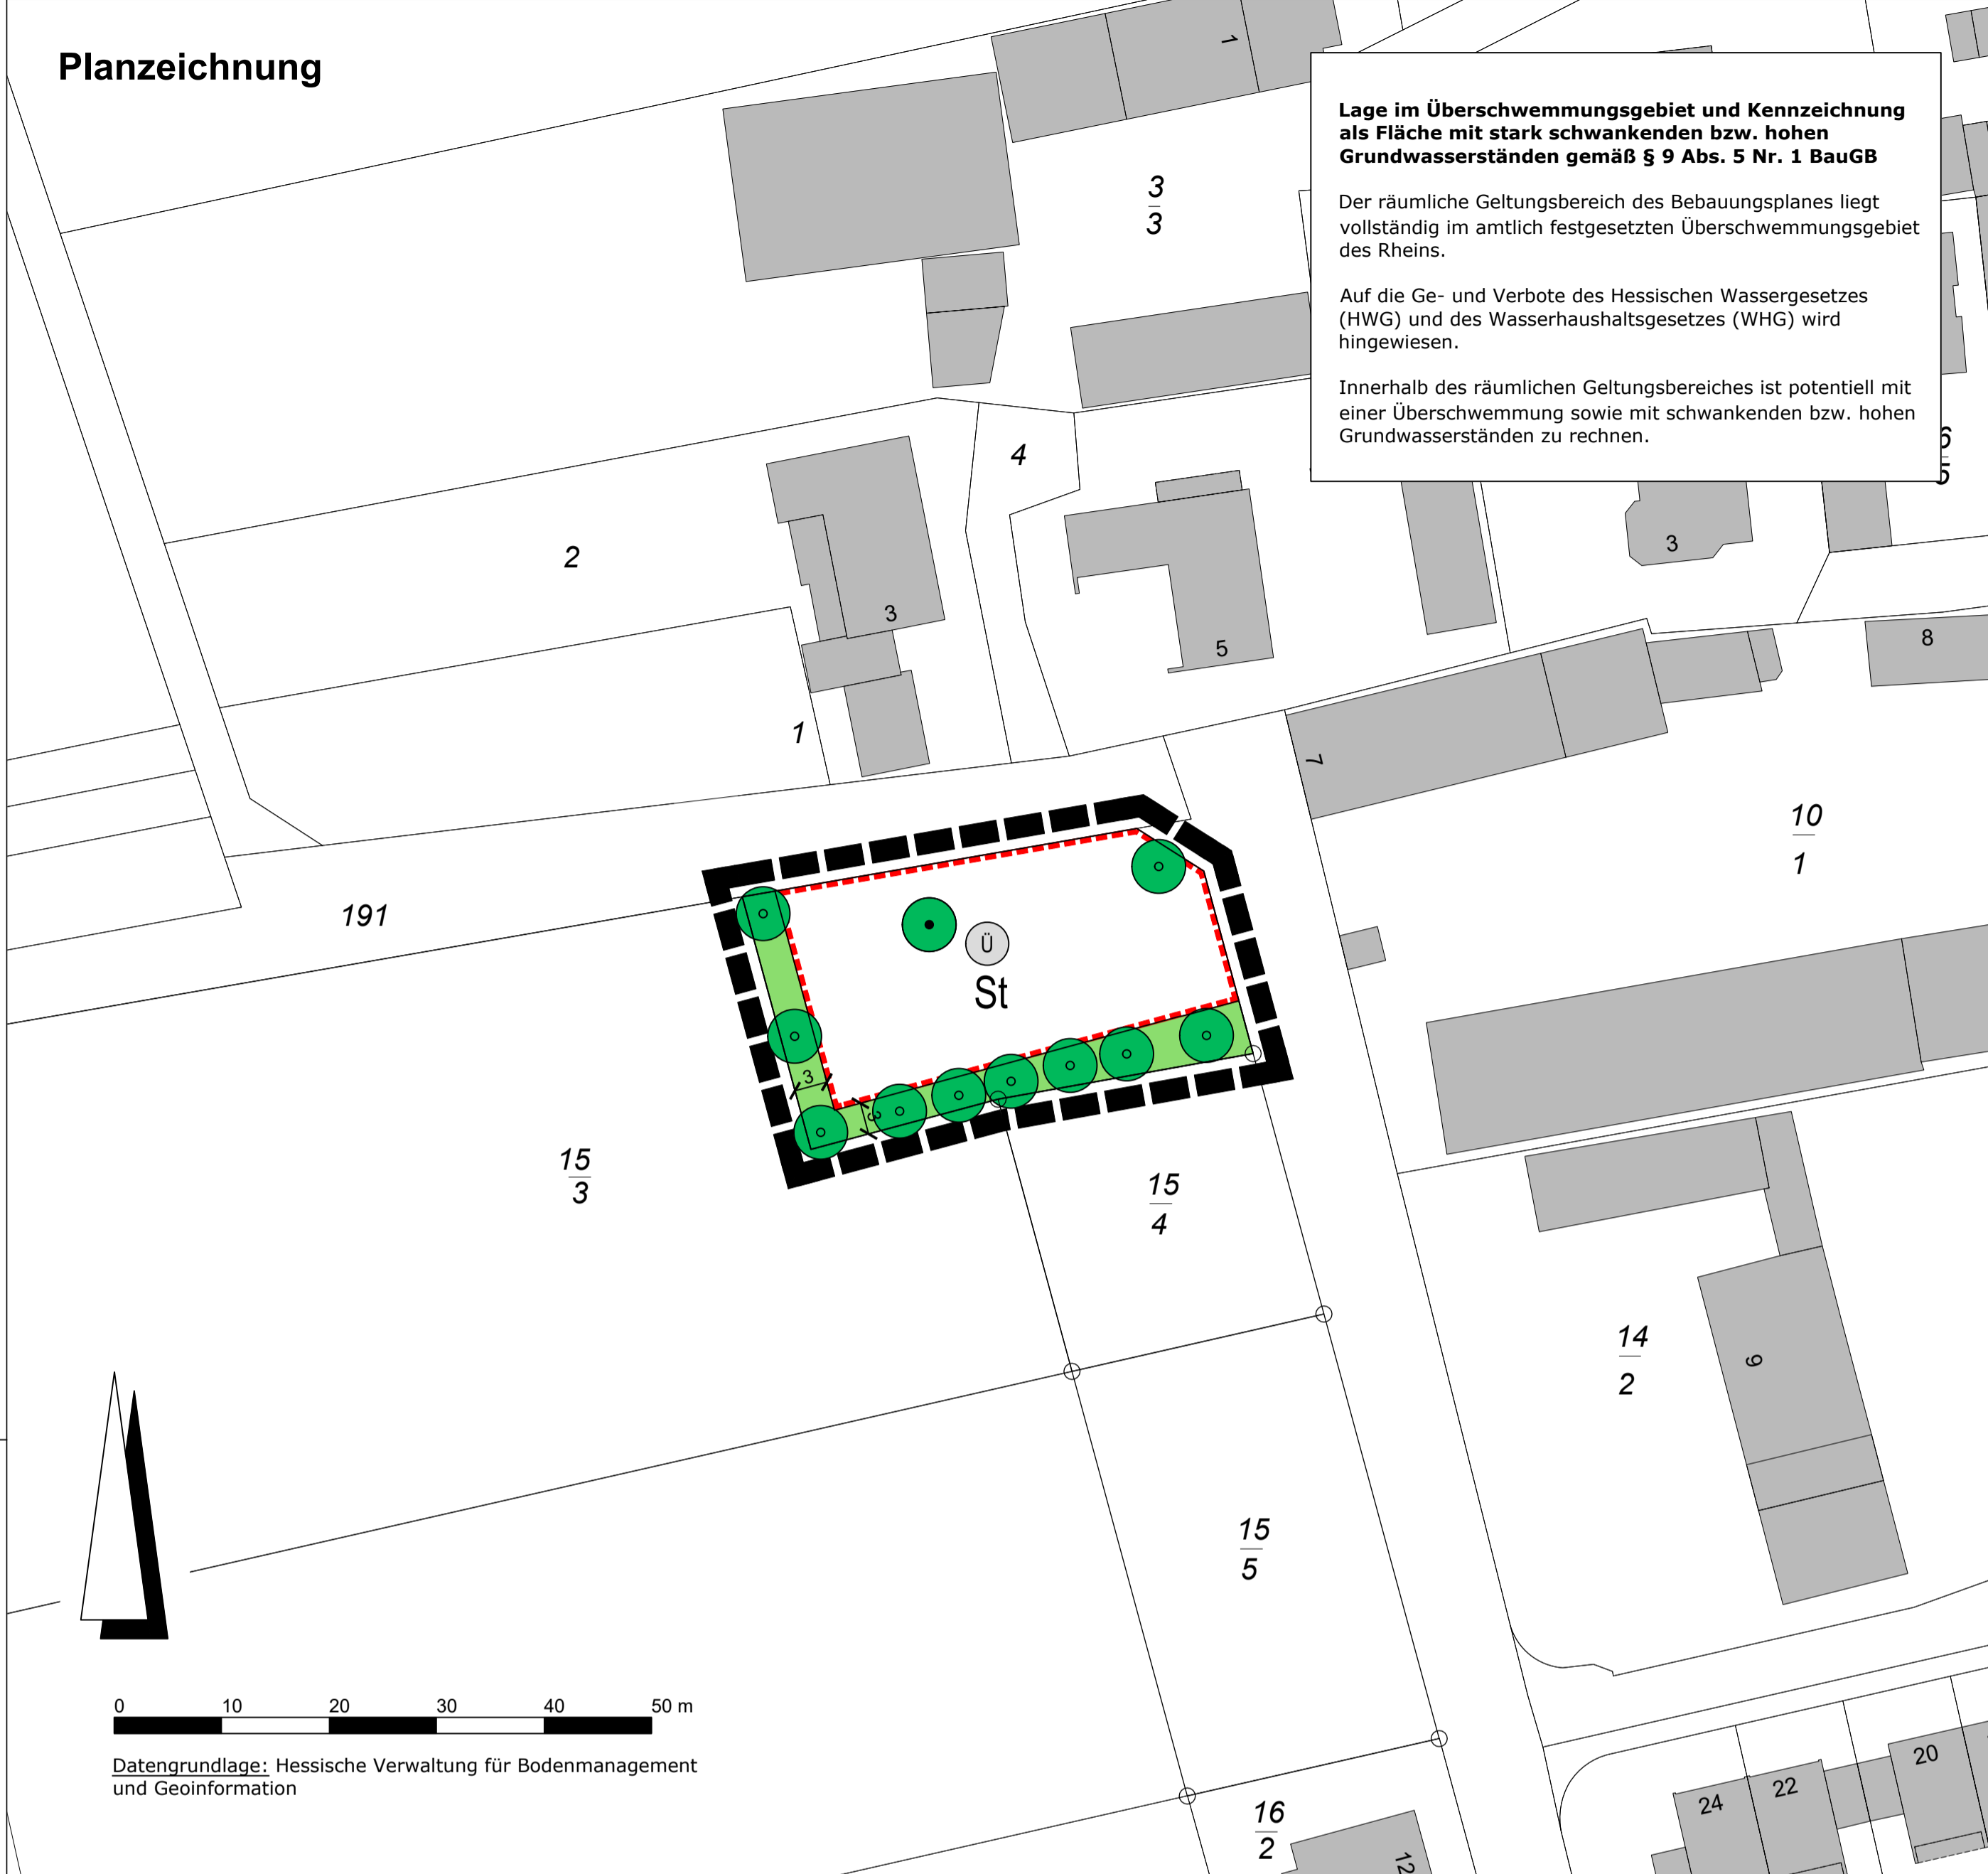 Planzeichnung
1
Lage im Überschwemmungsgebiet und Kennzeichnung
als Fläche mit stark schwankenden bzw. hohen
Grundwasserständen gemäß § 9 Abs. 5 Nr. 1 BauGB
Der räumliche Geltungsbereich des Bebauungsplanes liegt
vollständig im amtlich festgesetzten Überschwemmungsgebiet
des Rheins.
Auf die Ge- und Verbote des Hessischen Wassergesetzes
(HWG) und des Wasserhaushaltsgesetzes (WHG) wird
hingewiesen.
Innerhalb des räumlichen Geltungsbereiches ist potentiell mit
einer Überschwemmung sowie mit schwankenden bzw. hohen
Grundwasserständen zu rechnen.
3
3
6
5
4
2
3
3
5
8
1
7
10
1
191
Ü
St
3
3
15
3
15
4
14
2
9
15
5
0 10 20 30 40 50 m
Datengrundlage: Hessische Verwaltung für Bodenmanagement
und Geoinformation
16
2
12
24
22
20